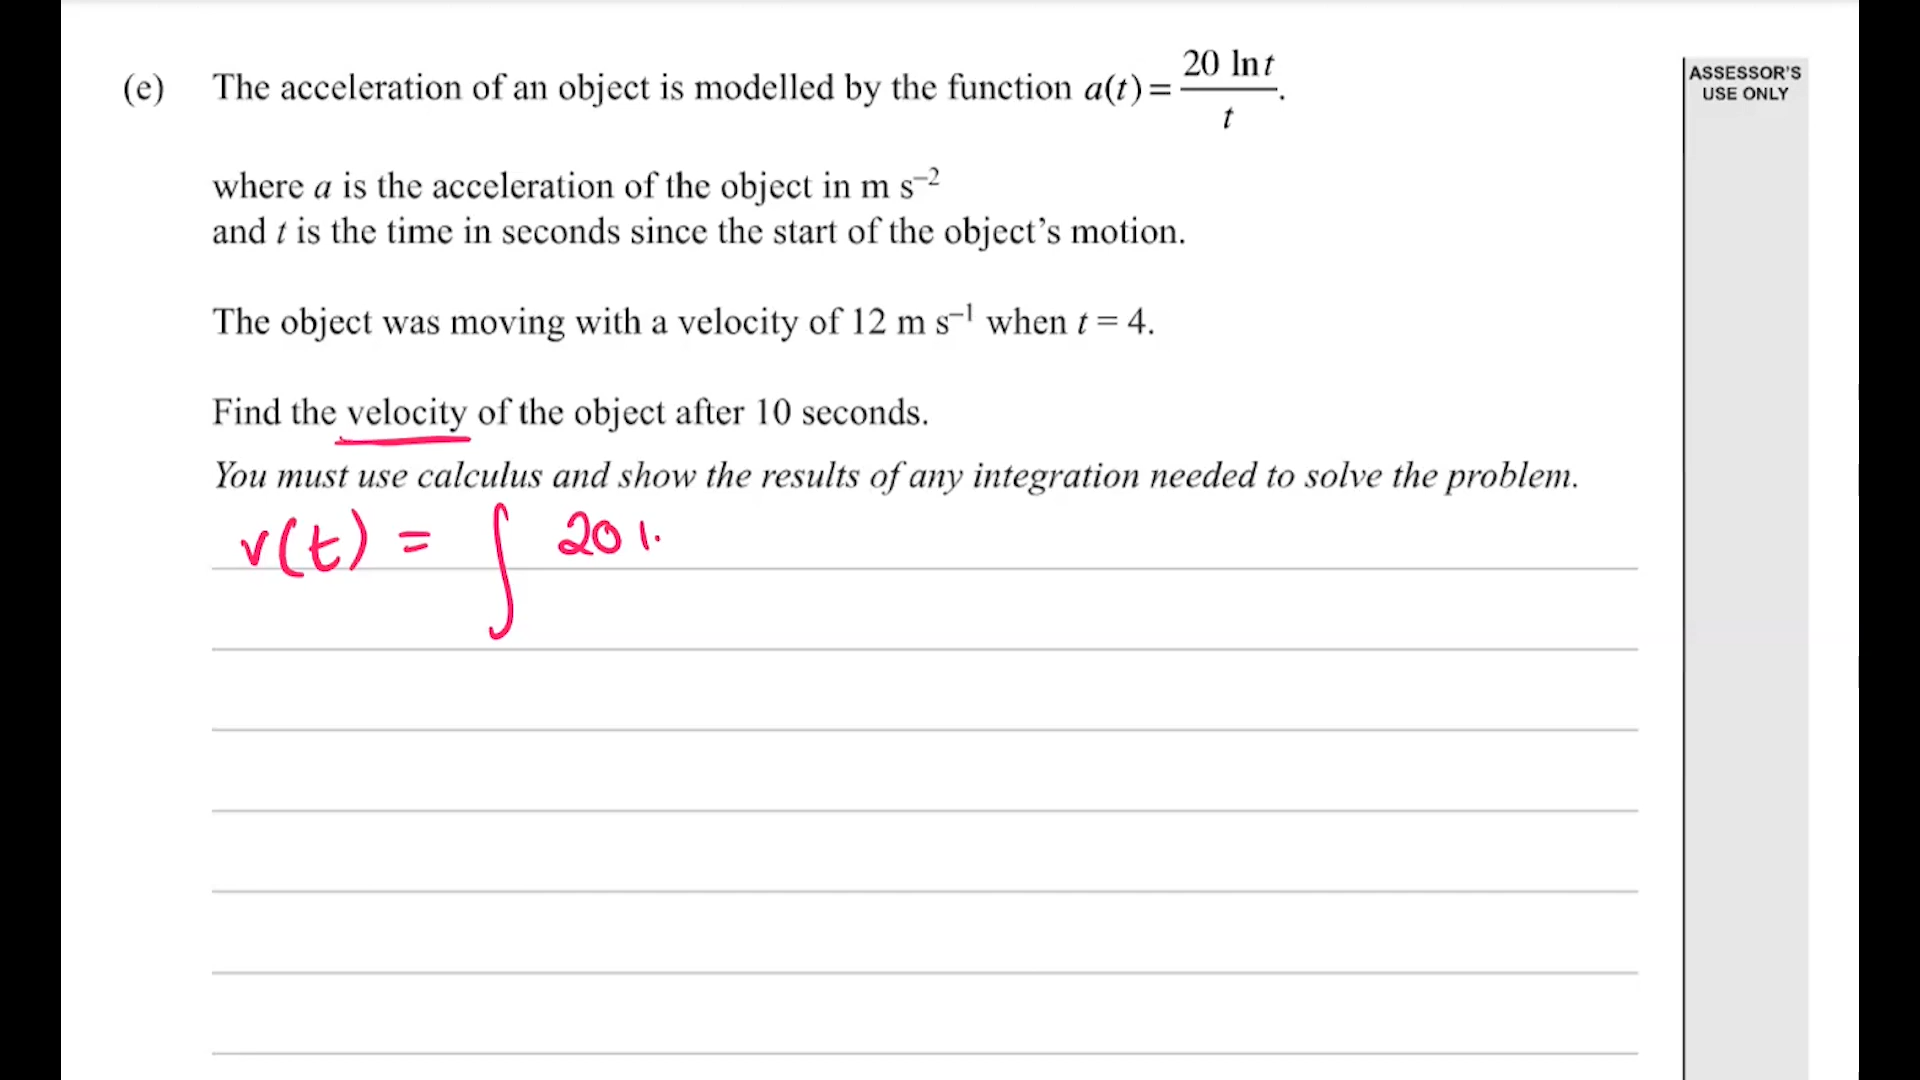 (e) The acceleration of an object is modelled by the function a(t) = 20 ln t / t.
ASSESSOR'S
USE ONLY
where a is the acceleration of the object in m s⁻²
and t is the time in seconds since the start of the object's motion.
The object was moving with a velocity of 12 m s⁻¹ when t = 4.
Find the velocity of the object after 10 seconds.
You must use calculus and show the results of any integration needed to solve the problem.
v(t) = ∫ 20